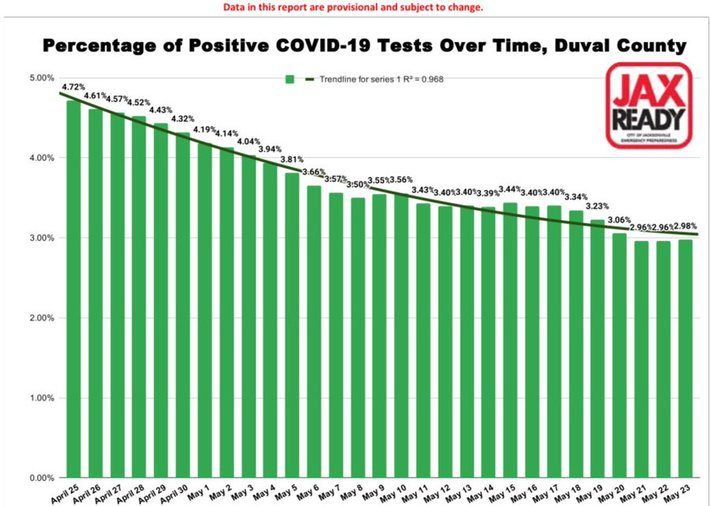 Data in this report are provisional and subject to change.
Percentage of Positive COVID-19 Tests Over Time, Duval County
5.00%
Trendline for series 1 R² = 0.968
JAX
READY
CITY OF JACKSONVILLE
EMERGENCY PREPAREDNESS
4.72%
4.61%
4.57%
4.52%
4.43%
4.32%
4.19%
4.14%
4.04%
3.94%
3.81%
3.66%
3.57%
3.50%
3.55%
3.56%
3.43%
3.40%
3.40%
3.39%
3.44%
3.40%
3.40%
3.34%
3.23%
3.06%
2.96%
2.96%
2.98%
4.00%
3.00%
2.00%
1.00%
0.00%
April 25
April 26
April 27
April 28
April 29
April 30
May 1
May 2
May 3
May 4
May 5
May 6
May 7
May 8
May 9
May 10
May 11
May 12
May 13
May 14
May 15
May 16
May 17
May 18
May 19
May 20
May 21
May 22
May 23